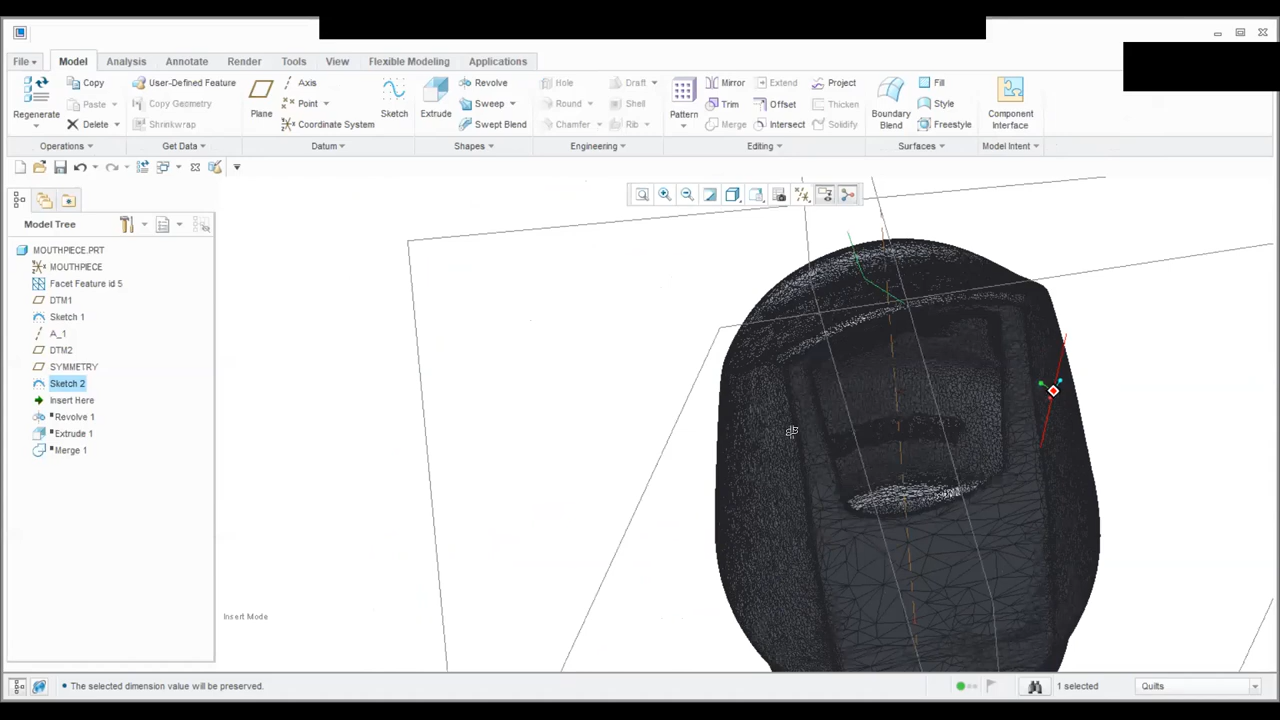 File
Model
Analysis
Annotate
Render
Tools
View
Flexible Modeling
Applications
Regenerate
Copy
Paste
Delete
User-Defined Feature
Copy Geometry
Shrinkwrap
Plane
Axis
Point
Coordinate System
Sketch
Extrude
Revolve
Sweep
Swept Blend
Hole
Round
Chamfer
Draft
Shell
Rib
Pattern
Mirror
Trim
Merge
Extend
Offset
Intersect
Project
Thicken
Solidify
Boundary
Blend
Fill
Style
Freestyle
Component
Interface
Operations
Get Data
Datum
Shapes
Engineering
Editing
Surfaces
Model Intent
Model Tree
MOUTHPIECE.PRT
MOUTHPIECE
Facet Feature id 5
DTM1
Sketch 1
A_1
DTM2
SYMMETRY
Sketch 2
Insert Here
Revolve 1
Extrude 1
Merge 1
Insert Mode
• The selected dimension value will be preserved.
1 selected
Quilts